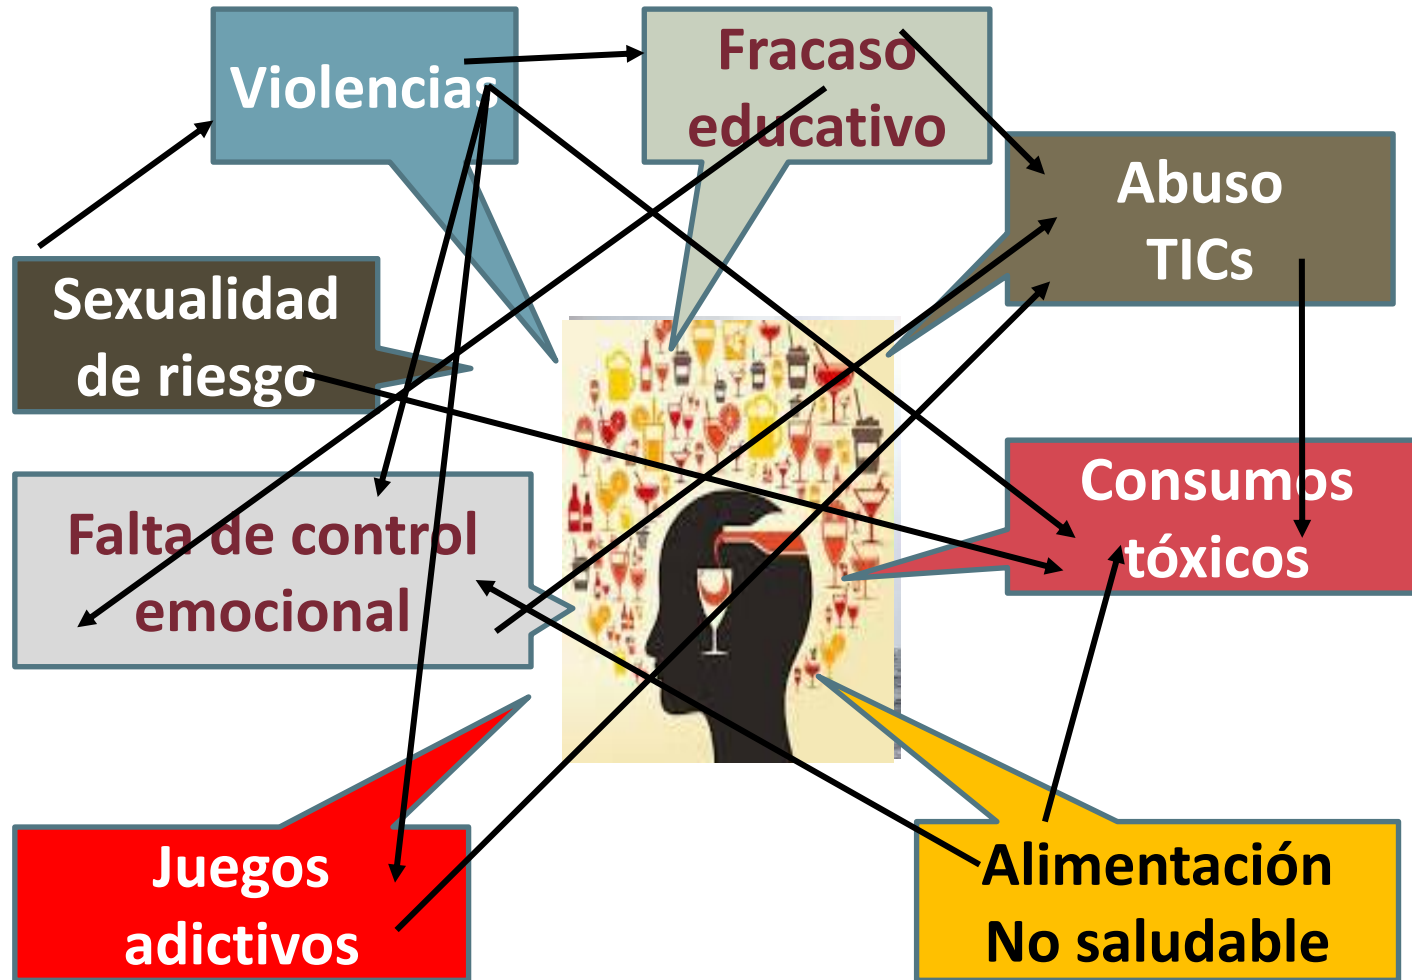 Violencias
Fracaso
educativo
Abuso
TICs
Sexualidad
de riesgo
Consumos
tóxicos
Falta de control
emocional
Juegos
adictivos
Alimentación
No saludable